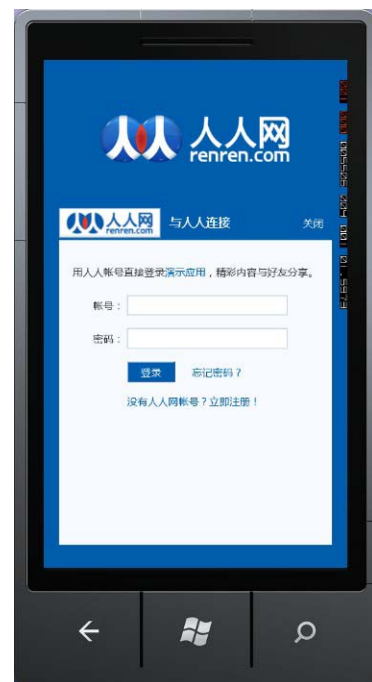 人人网
renren.com
人人网
renren.com
与人人连接
关闭
用人人帐号直接登录演示应用，精彩内容与好友分享。
帐号：
密码：
登录
忘记密码？
没有人人网帐号？立即注册！